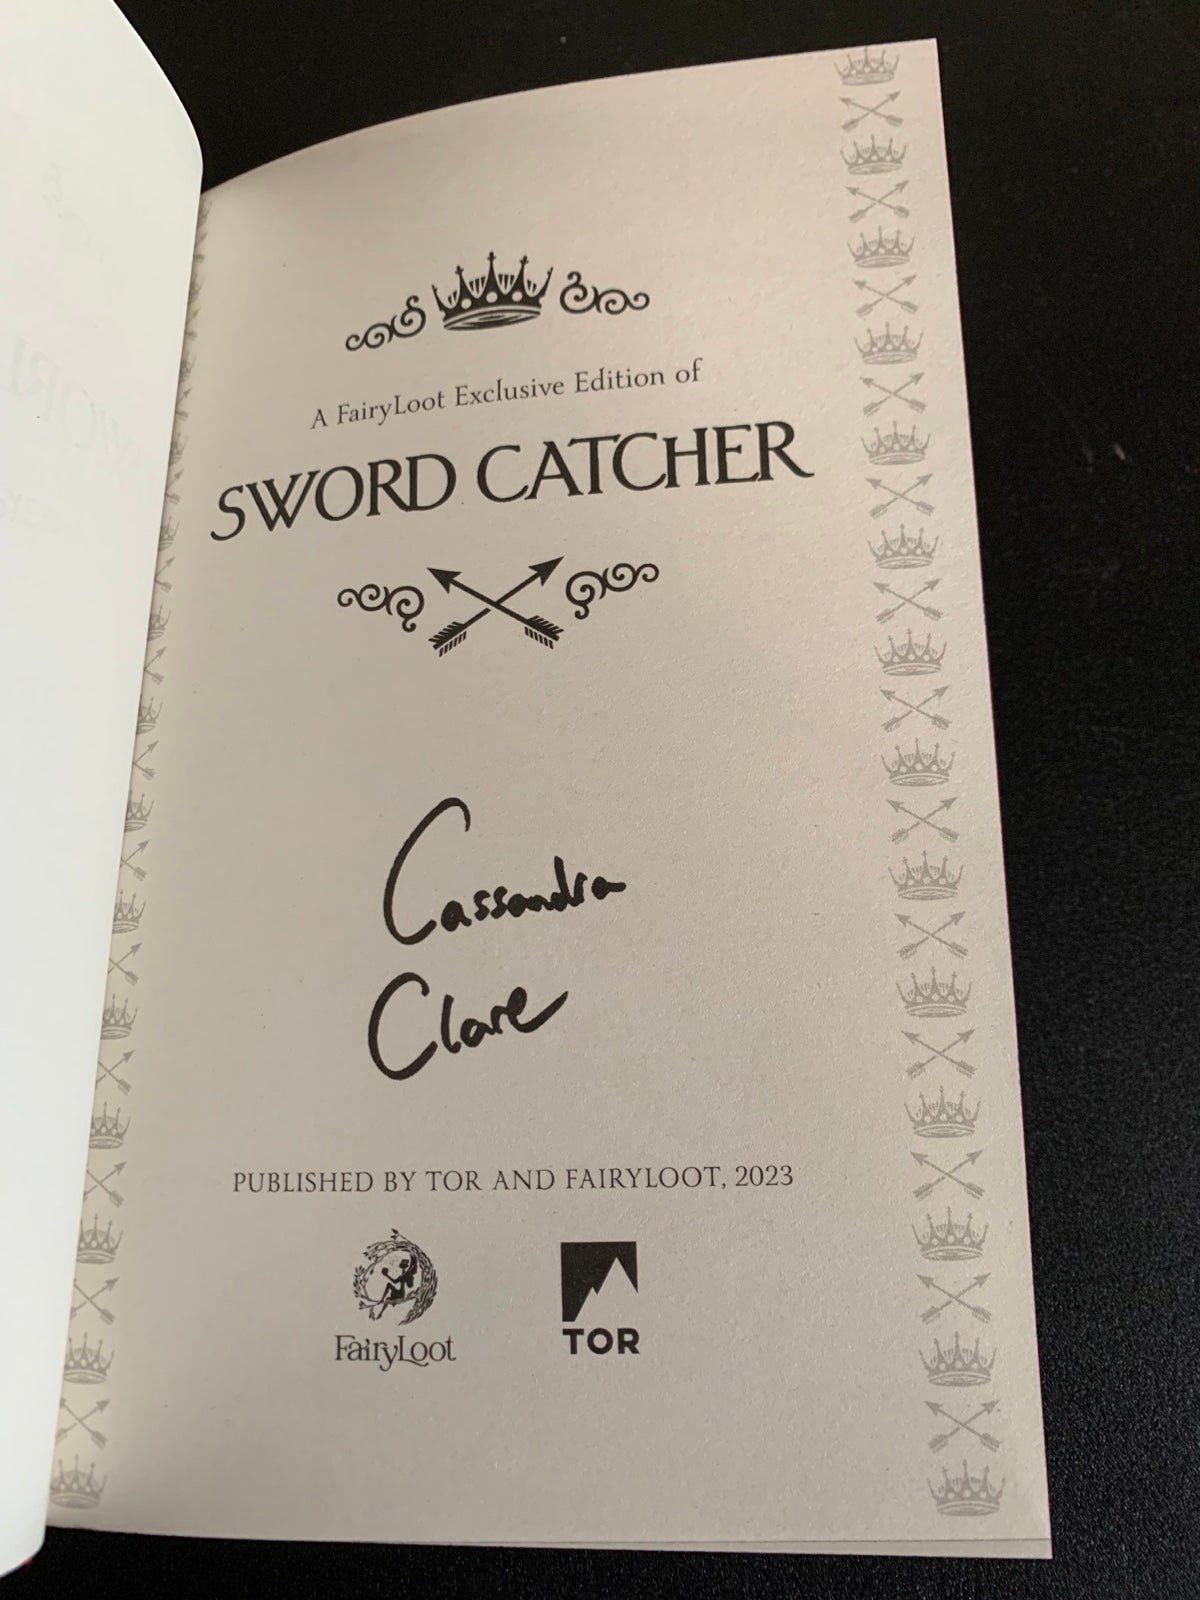 A FairyLoot Exclusive Edition of
SWORD CATCHER
Cassandra
Clare
PUBLISHED BY TOR AND FAIRYLOOT, 2023
FairyLoot
TOR